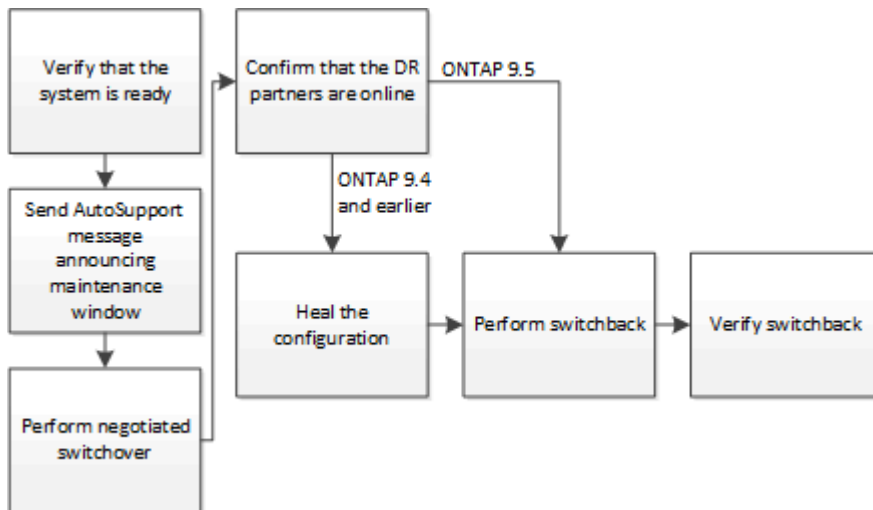 Verify that the
system is ready
Send AutoSupport
message
announcing
maintenance
window
Perform negotiated
switchover
Confirm that the DR
partners are online
ONTAP 9.5
ONTAP 9.4
and earlier
Heal the
configuration
Perform switchback
Verify switchback